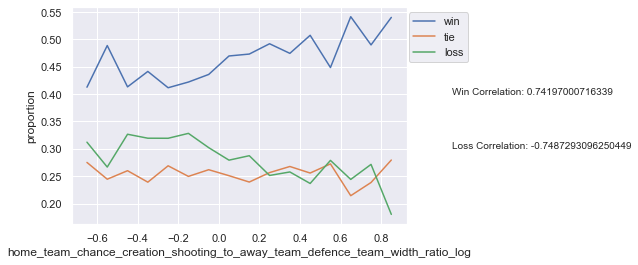 0.55
0.50
0.45
0.40
0.35
0.30
0.25
0.20
proportion
−0.6 −0.4 −0.2 0.0 0.2 0.4 0.6 0.8
home_team_chance_creation_shooting_to_away_team_defence_team_width_ratio_log
win
tie
loss
Win Correlation: 0.74197000716339
Loss Correlation: -0.7487293096250449